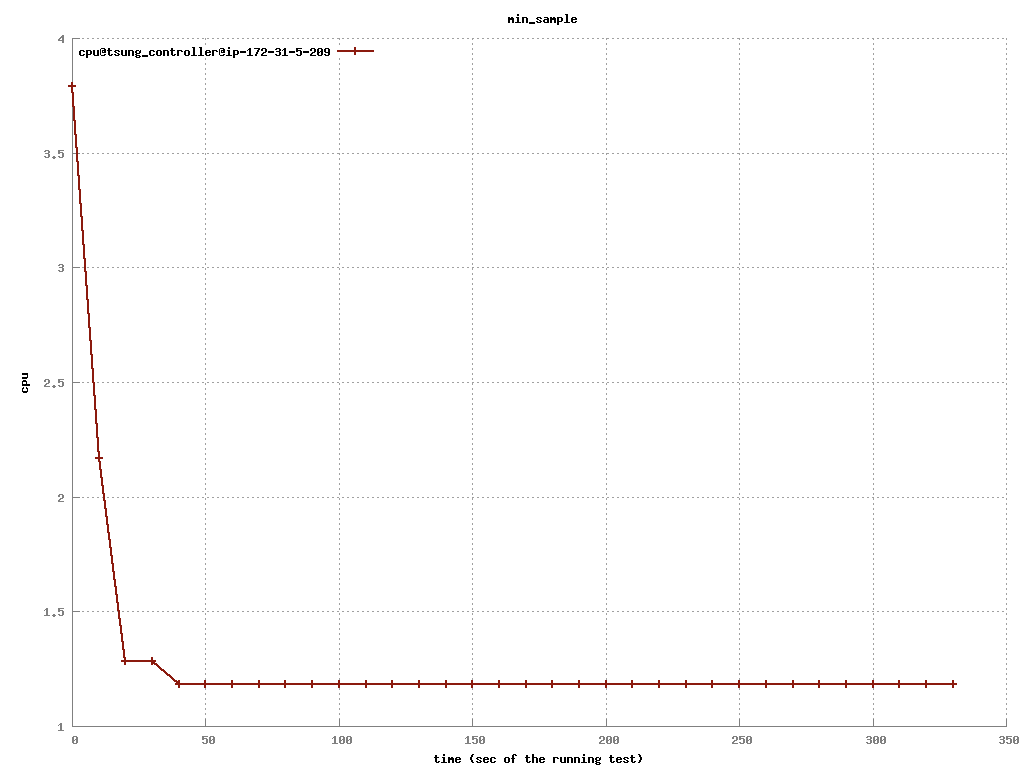 min_sample
cpu@tsung_controller@ip-172-31-5-209
4
3.5
3
2.5
2
1.5
1
cpu
0 50 100 150 200 250 300 350
time (sec of the running test)